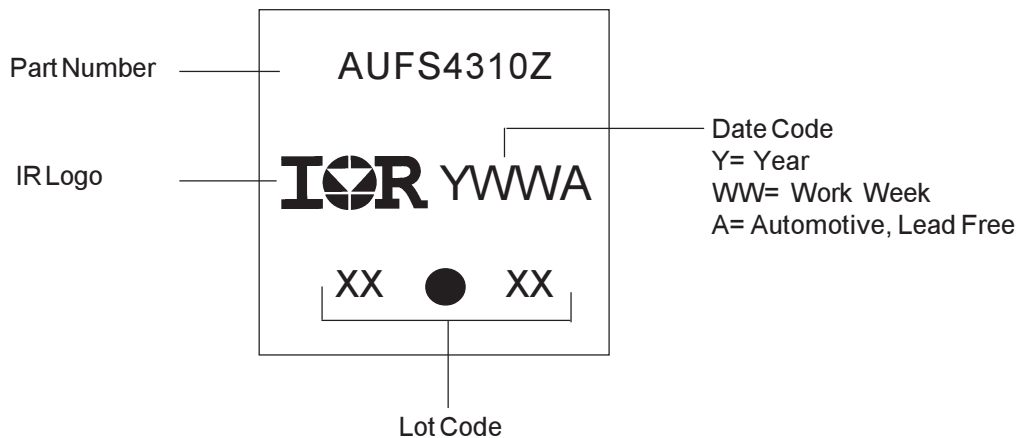 Part Number
AUFS4310Z
IR Logo
IOR YWWA
Date Code
Y= Year
WW= Work Week
A= Automotive, Lead Free
XX ● XX
Lot Code